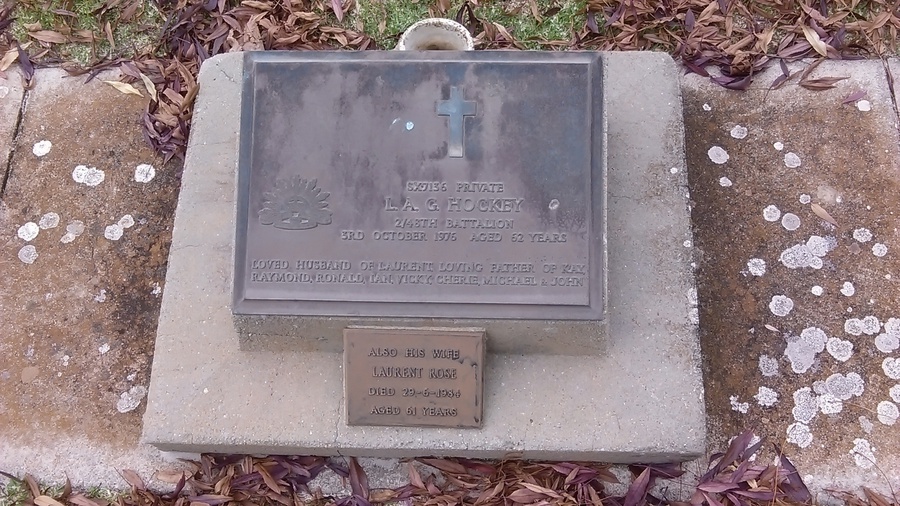 SX7136 PRIVATE
L. A. G. HOCKEY
2/48TH BATTALION
3RD OCTOBER 1976 AGED 62 YEARS
LOVED HUSBAND OF LAURENT, LOVING FATHER OF KAY,
RAYMOND, RONALD, IAN, VICKY, CHERIE, MICHAEL & JOHN
ALSO HIS WIFE
LAURENT ROSE
DIED 29-6-1984
AGED 61 YEARS